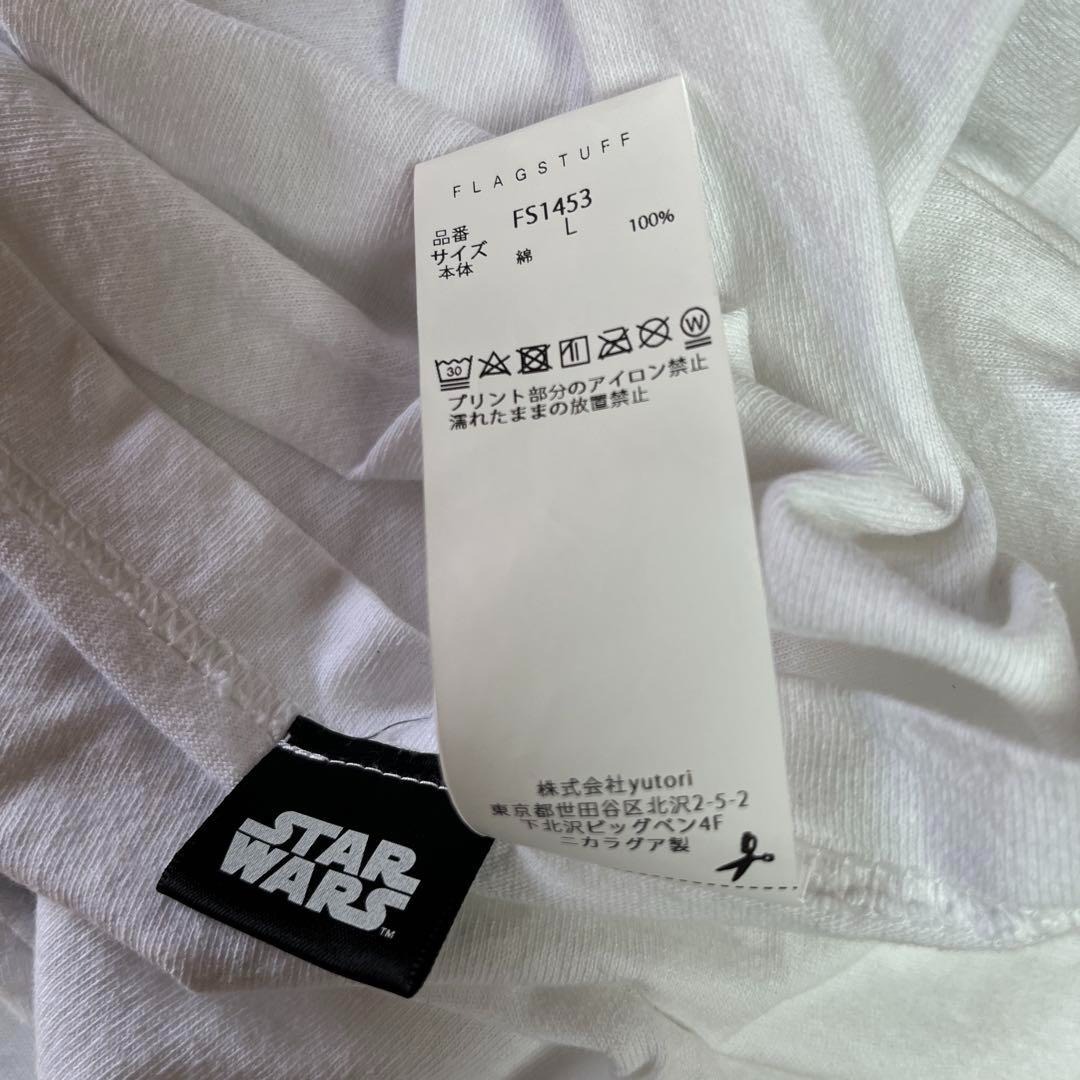 FLAGSTUFF
品番 FS1453
サイズ L
本体 綿 100%
30 W
プリント部分のアイロン禁止
濡れたままの放置禁止
株式会社yutori
東京都世田谷区北沢2-5-2
下北沢ビッグベン4F
ニカラグア製
STAR
WARS
TM